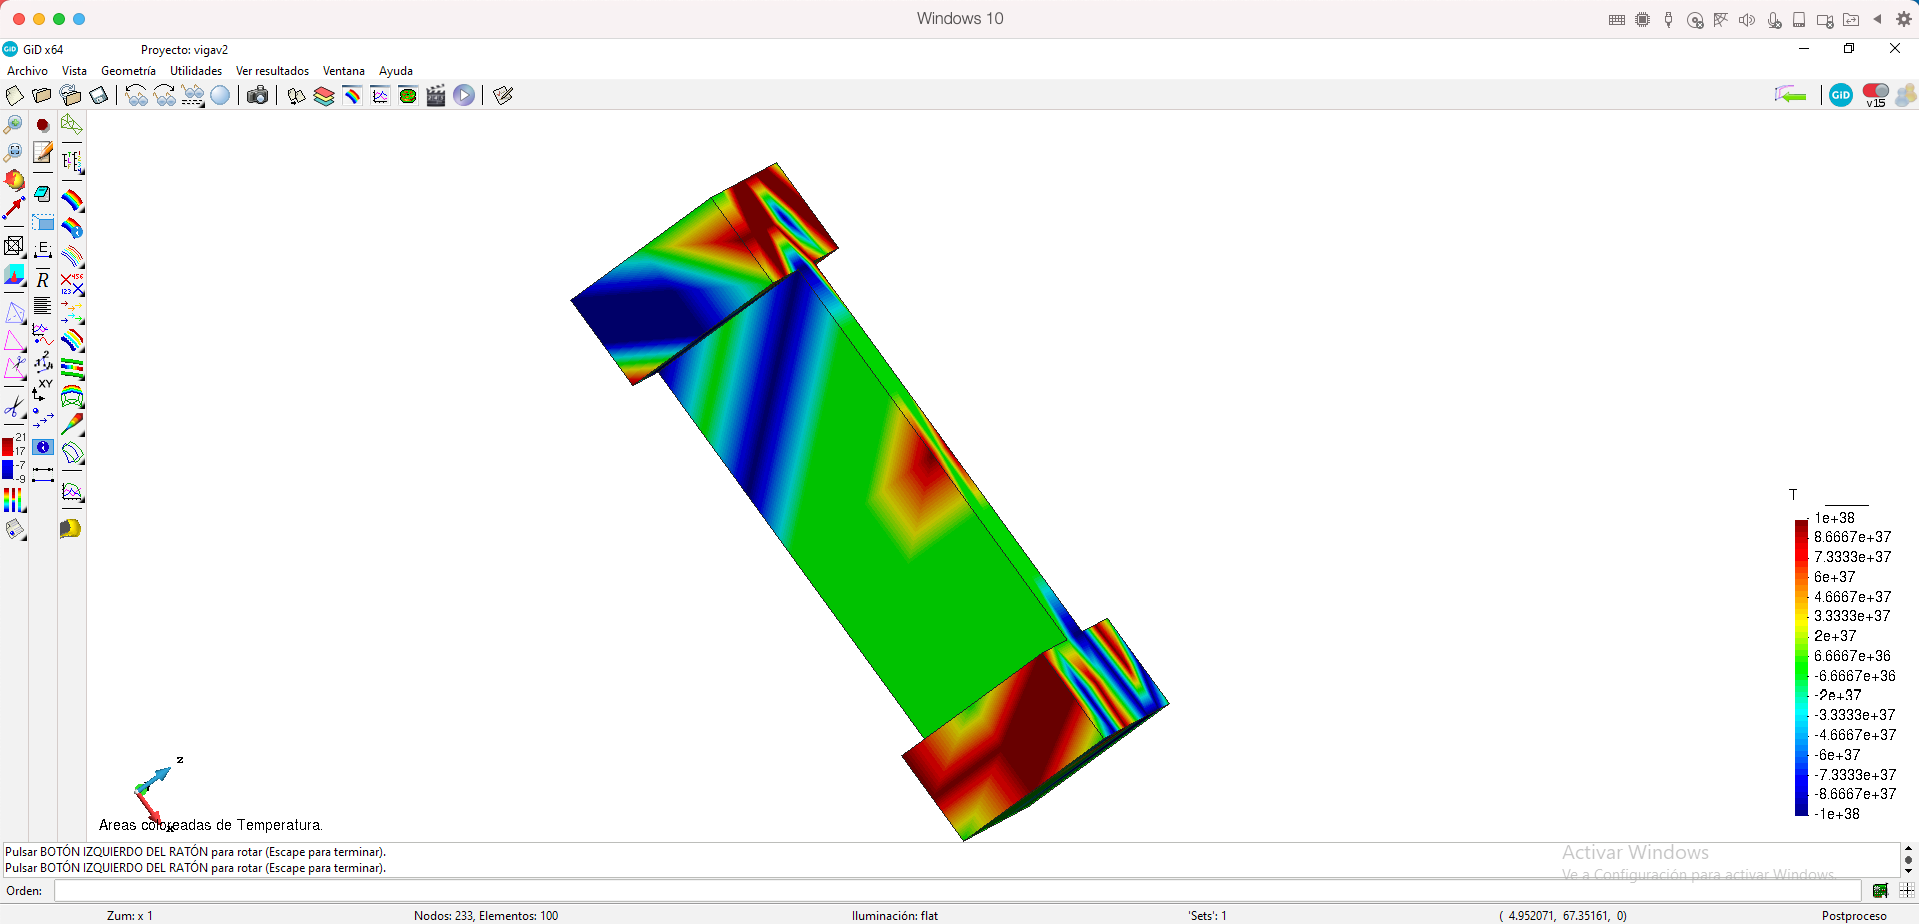 Windows 10
GiD x64 Proyecto: vigav2
Archivo Vista Geometría Utilidades Ver resultados Ventana Ayuda
GiD v15
E
R
456
123
2
XY
21
17
-7
-9
T
1e+38
8.6667e+37
7.3333e+37
6e+37
4.6667e+37
3.3333e+37
2e+37
6.6667e+36
-6.6667e+36
-2e+37
-3.3333e+37
-4.6667e+37
-6e+37
-7.3333e+37
-8.6667e+37
-1e+38
z
x
Areas coloreadas de Temperatura.
Pulsar BOTÓN IZQUIERDO DEL RATÓN para rotar (Escape para terminar).
Pulsar BOTÓN IZQUIERDO DEL RATÓN para rotar (Escape para terminar).
Activar Windows
Ve a Configuración para activar Windows.
Orden:
Zum: x 1 Nodos: 233, Elementos: 100 Iluminación: flat 'Sets': 1 ( 4.952071, 67.35161, 0) Postproceso